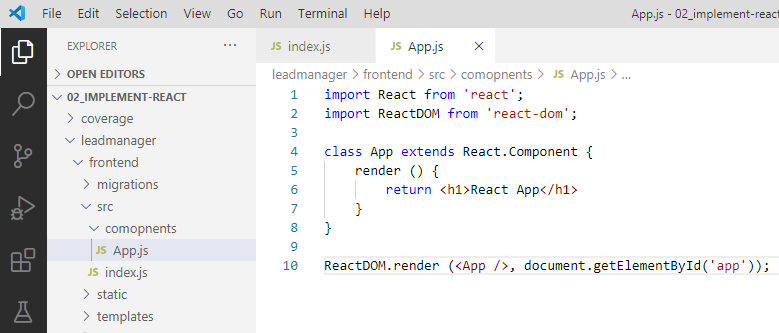 File Edit Selection View Go Run Terminal Help App.js - 02_implement-react
EXPLORER ...
OPEN EDITORS
02_IMPLEMENT-REACT
coverage
leadmanager
frontend
migrations
src
comopnents
JS App.js
JS index.js
static
templates
JS index.js JS App.js ×
leadmanager > frontend > src > comopnents > JS App.js > ...
1 import React from 'react';
2 import ReactDOM from 'react-dom';
3
4 class App extends React.Component {
5 render () {
6 return <h1>React App</h1>
7 }
8 }
9
10 ReactDOM.render (<App />, document.getElementById('app'));